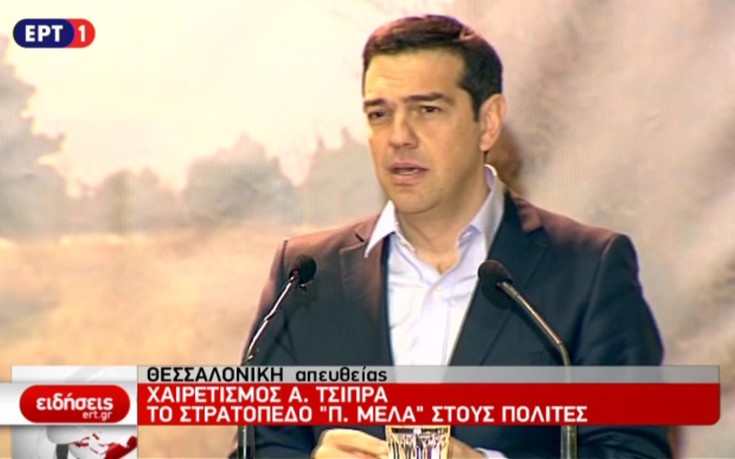 ΕΡΤ 1
ΘΕΣΣΑΛΟΝΙΚΗ απευθείας
ΧΑΙΡΕΤΙΣΜΟΣ Α. ΤΣΙΠΡΑ
ΤΟ ΣΤΡΑΤΟΠΕΔΟ "Π. ΜΕΛΑ" ΣΤΟΥΣ ΠΟΛΙΤΕΣ
ειδήσεις
ert.gr